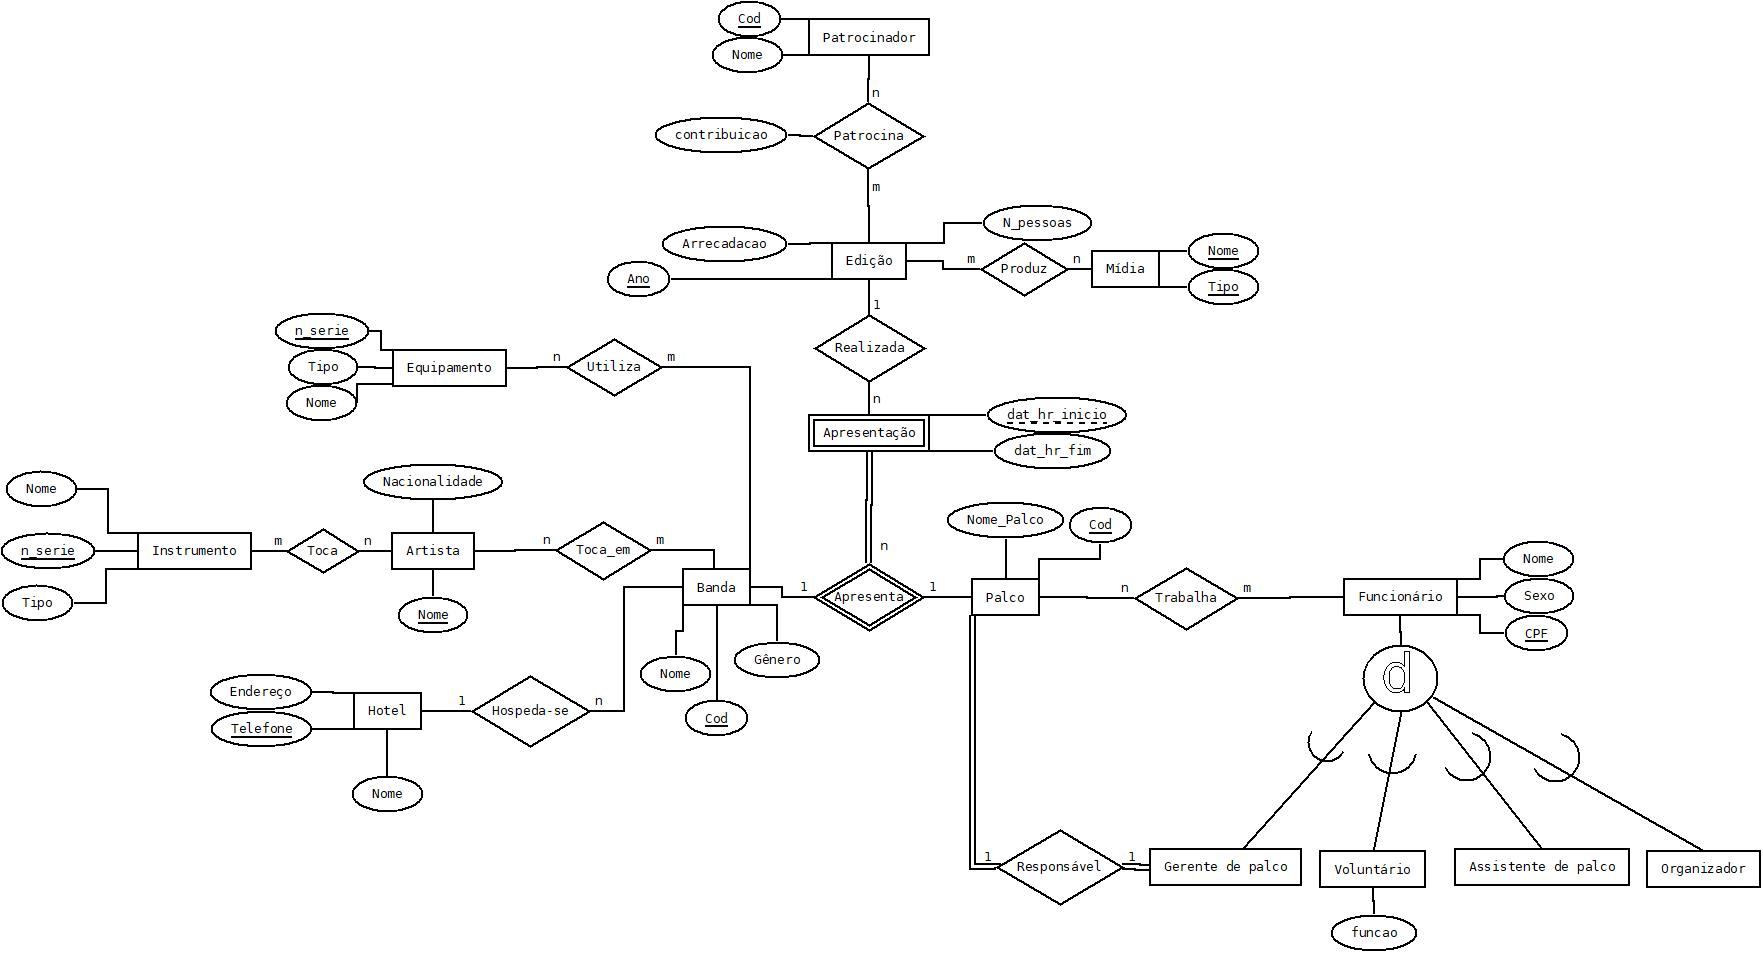 Cod
Patrocinador
Nome
n
contribuicao
Patrocina
m
N_pessoas
Arrecadacao
Edição
m
Produz
n
Mídia
Nome
Ano
Tipo
1
n_serie
Realizada
Tipo
Equipamento
n
Utiliza
m
Nome
n
dat_hr_inicio
Apresentação
dat_hr_fim
Nome
Nacionalidade
Nome_Palco
Cod
n_serie
Instrumento
m
Toca
n
Artista
n
Toca_em
m
n
Nome
Tipo
Nome
Banda
1
Apresenta
1
Palco
n
Trabalha
m
Funcionário
Sexo
CPF
Nome
Gênero
Cod
Endereço
Hotel
1
Hospeda-se
n
Telefone
Nome
d
1
Responsável
1
Gerente de palco
Voluntário
Assistente de palco
Organizador
funcao